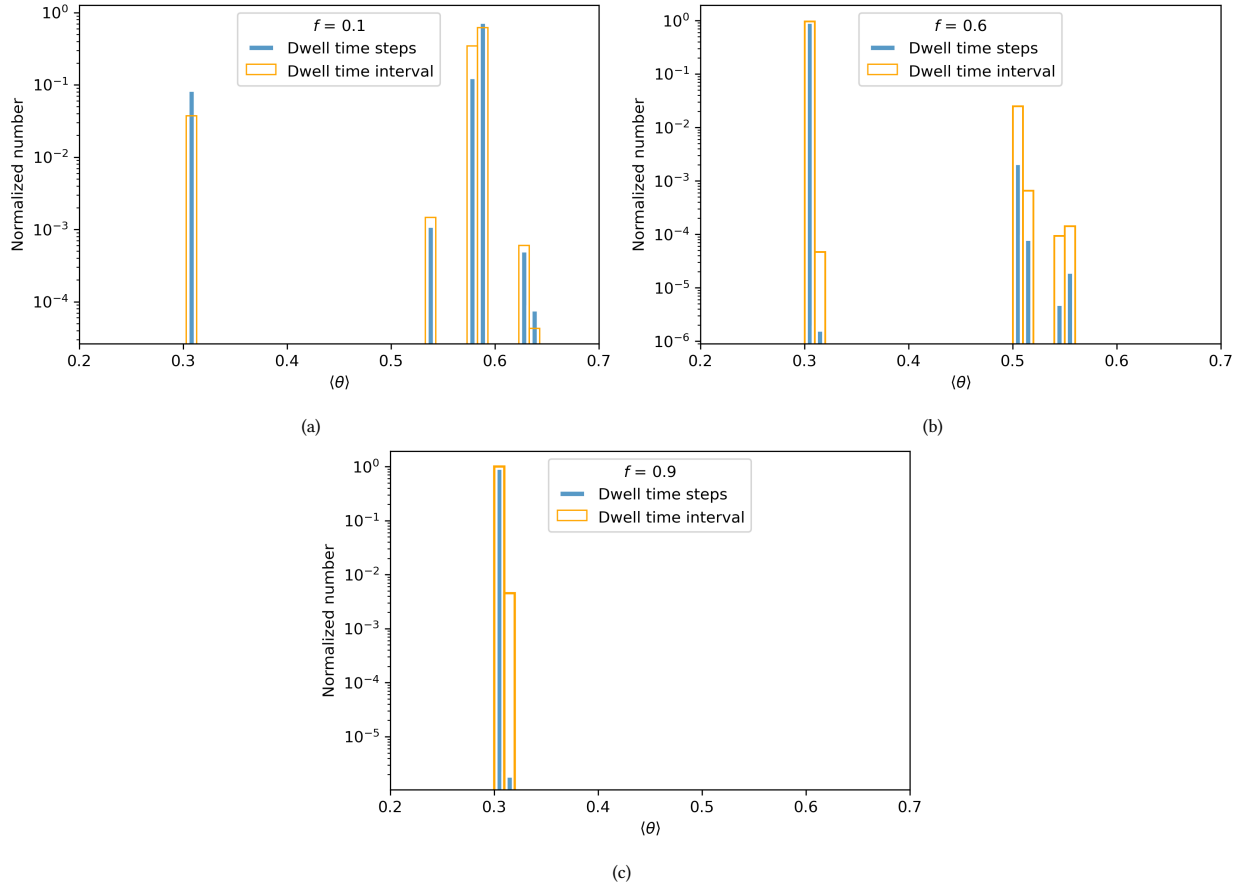 f = 0.1
Dwell time steps
Dwell time interval
Normalized number
10^0
10^-1
10^-2
10^-3
10^-4
0.2 0.3 0.4 0.5 0.6 0.7
⟨θ⟩
(a)
f = 0.6
Dwell time steps
Dwell time interval
Normalized number
10^0
10^-1
10^-2
10^-3
10^-4
10^-5
10^-6
0.2 0.3 0.4 0.5 0.6 0.7
⟨θ⟩
(b)
f = 0.9
Dwell time steps
Dwell time interval
Normalized number
10^0
10^-1
10^-2
10^-3
10^-4
10^-5
0.2 0.3 0.4 0.5 0.6 0.7
⟨θ⟩
(c)